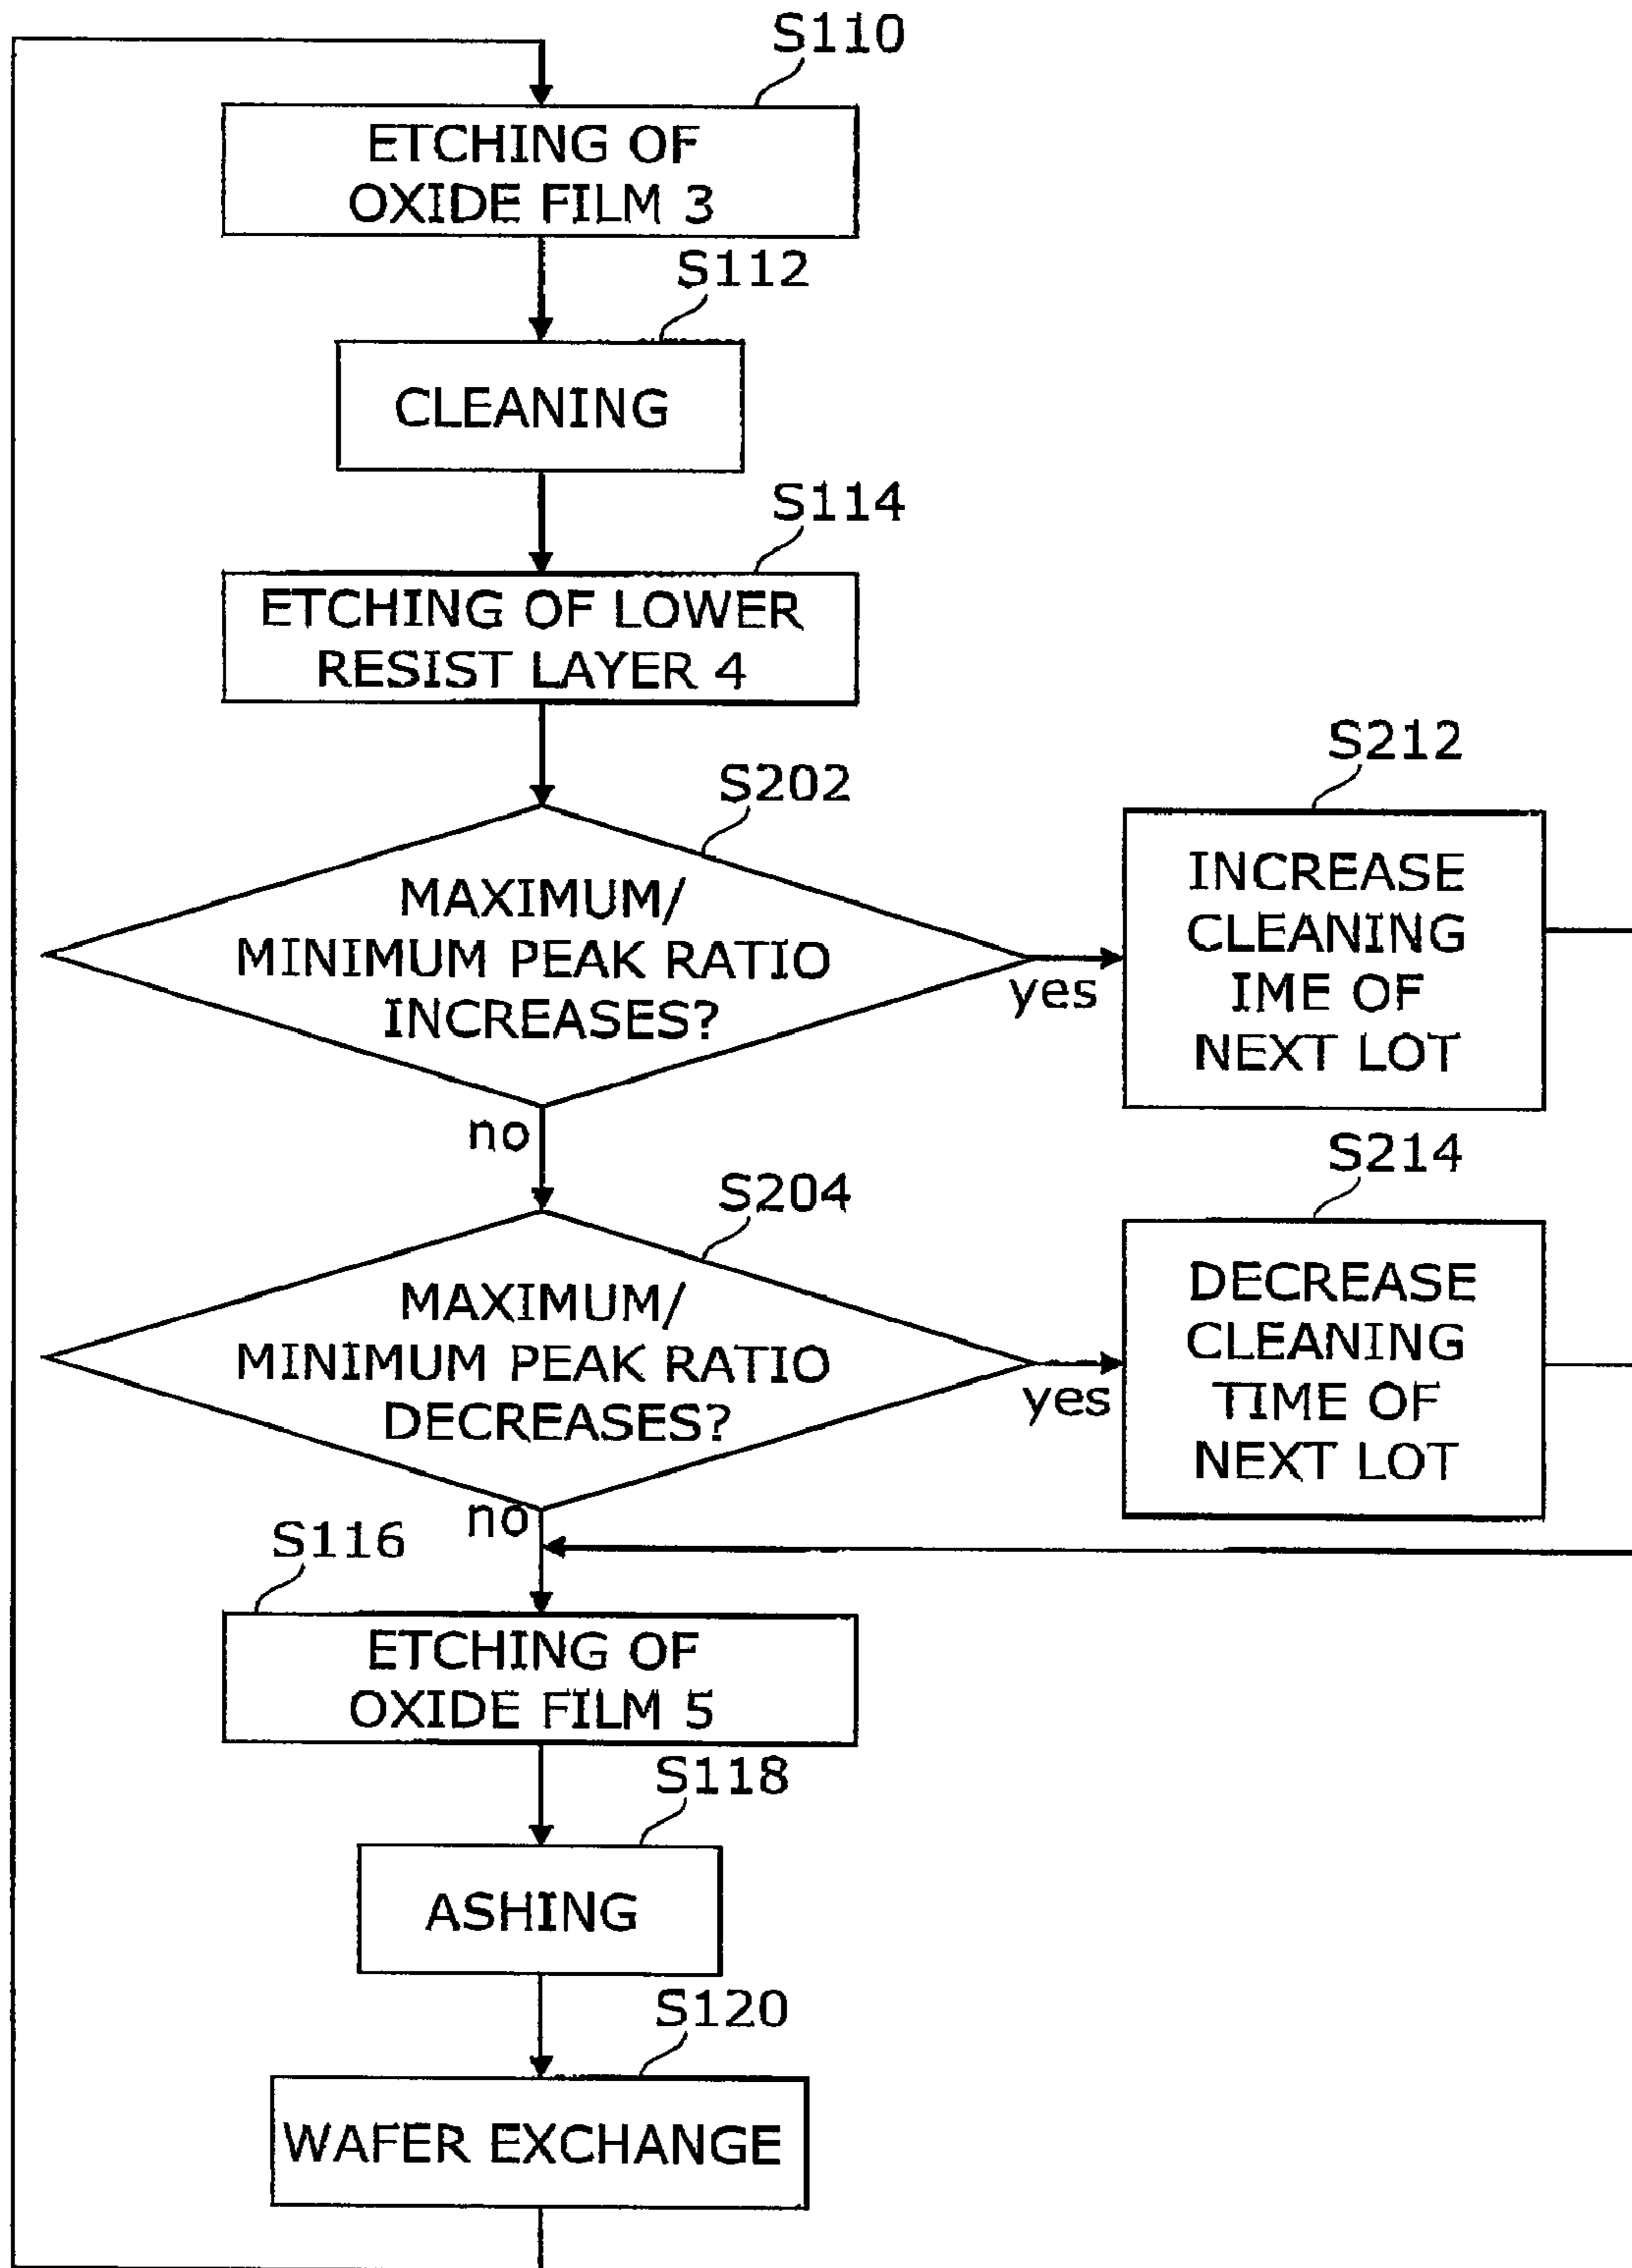 S110
ETCHING OF
OXIDE FILM 3
S112
CLEANING
S114
ETCHING OF LOWER
RESIST LAYER 4
S202
MAXIMUM/
MINIMUM PEAK RATIO
INCREASES?
yes
no
S212
INCREASE
CLEANING
IME OF
NEXT LOT
S204
MAXIMUM/
MINIMUM PEAK RATIO
DECREASES?
yes
no
S214
DECREASE
CLEANING
TIME OF
NEXT LOT
S116
ETCHING OF
OXIDE FILM 5
S118
ASHING
S120
WAFER EXCHANGE